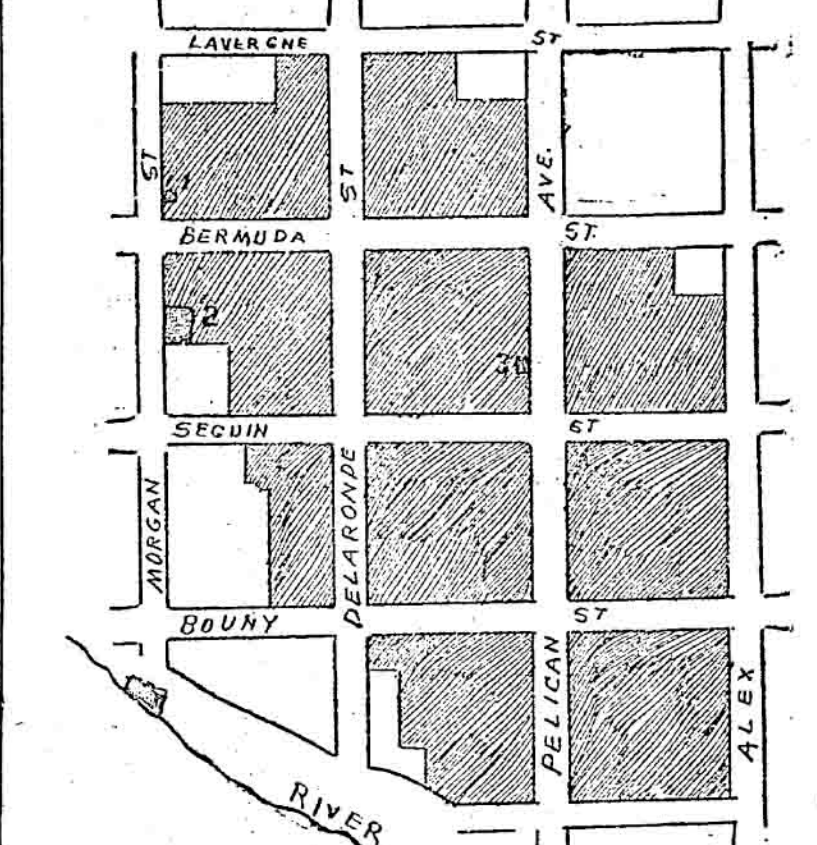 LAVERGNE ST
ST
ST
AVE.
BERMUDA ST.
2
SEGUIN ST
MORGAN
DELARONDE
BOUNY ST
PELICAN
ALEX
RIVER